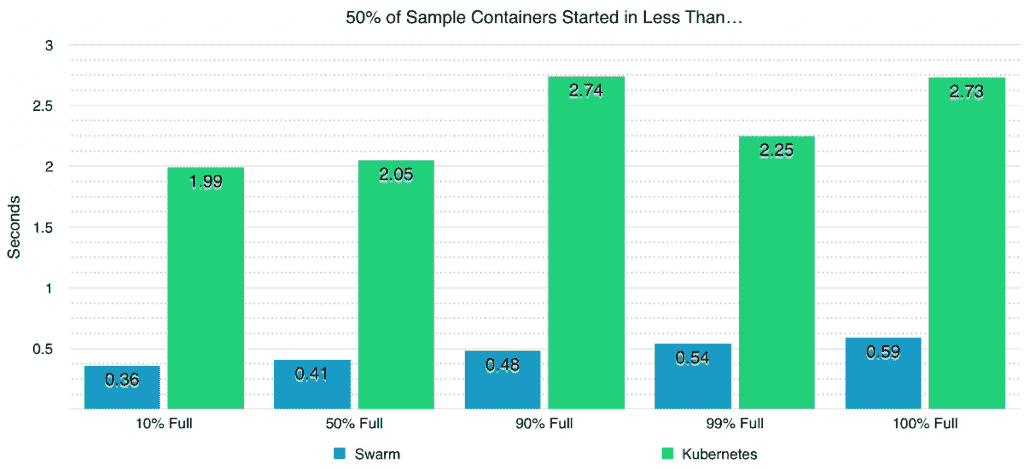 50% of Sample Containers Started in Less Than…
3
2.5
2
1.5
1
0.5
Seconds
0.36
1.99
0.41
2.05
0.48
2.74
0.54
2.25
0.59
2.73
10% Full
50% Full
90% Full
99% Full
100% Full
Swarm
Kubernetes